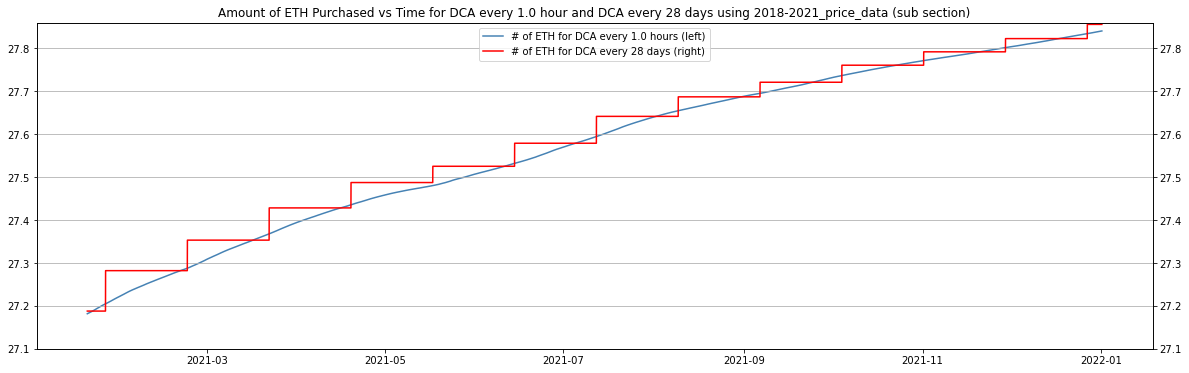 Amount of ETH Purchased vs Time for DCA every 1.0 hour and DCA every 28 days using 2018-2021_price_data (sub section)
# of ETH for DCA every 1.0 hours (left)
# of ETH for DCA every 28 days (right)
27.8 27.8
27.7 27.7
27.6 27.6
27.5 27.5
27.4 27.4
27.3 27.3
27.2 27.2
27.1 27.1
2021-03 2021-05 2021-07 2021-09 2021-11 2022-01